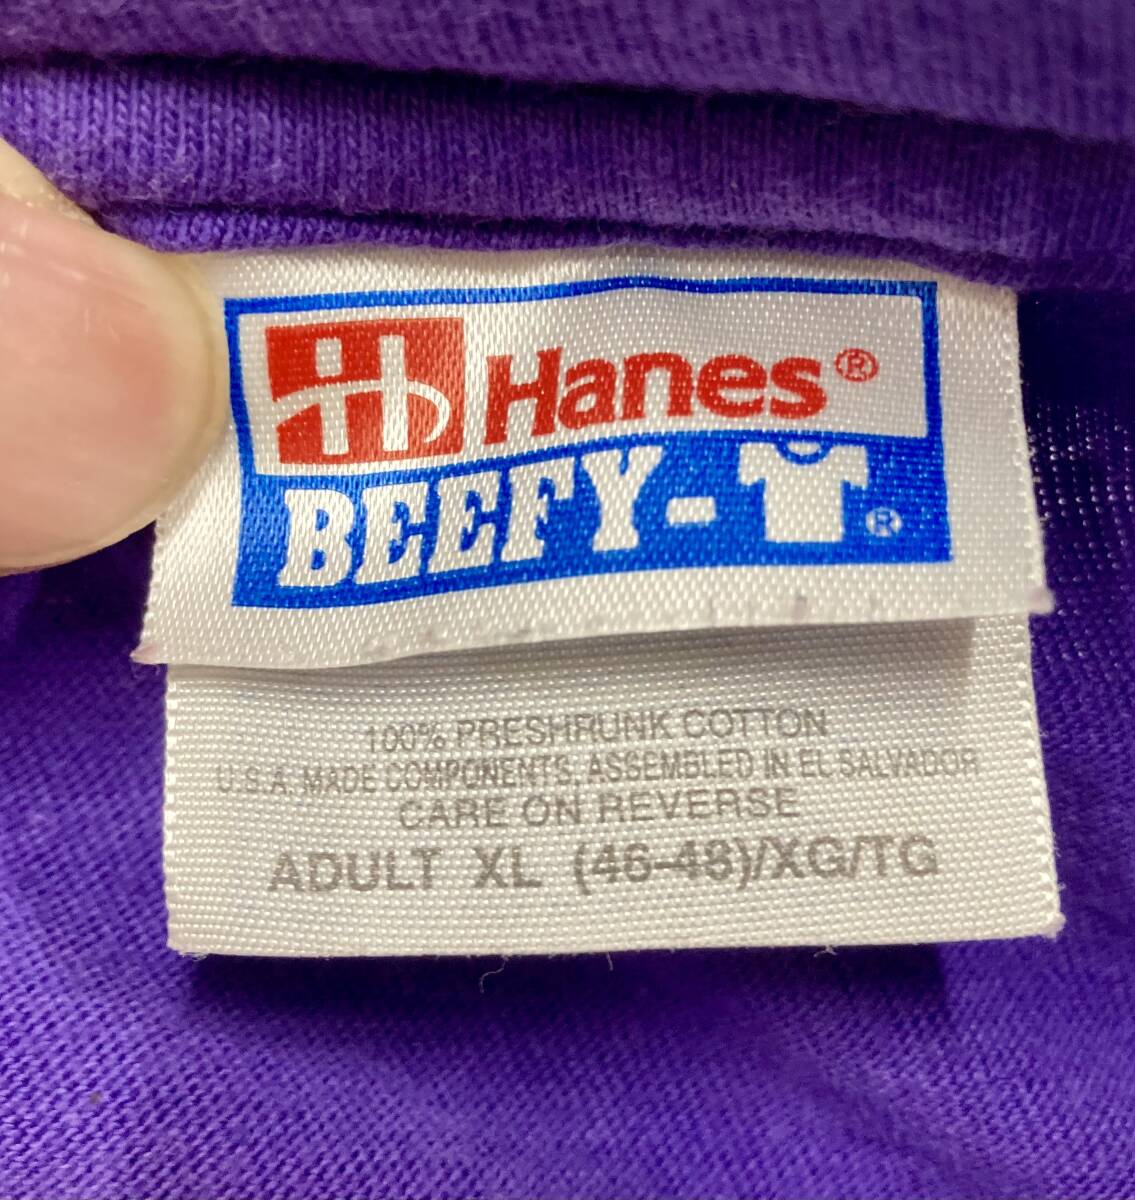 Hanes®
BEEFY-T®
100% PRESHRUNK COTTON
U.S.A. MADE COMPONENTS, ASSEMBLED IN EL SALVADOR
CARE ON REVERSE
ADULT XL (46-48)/XG/TG